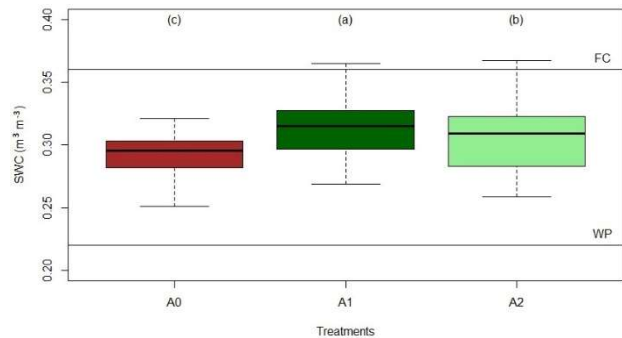 (c) (a) (b)
FC
WP
0.40
0.35
0.30
0.25
0.20
SWC (m³ m⁻³)
A0 A1 A2
Treatments